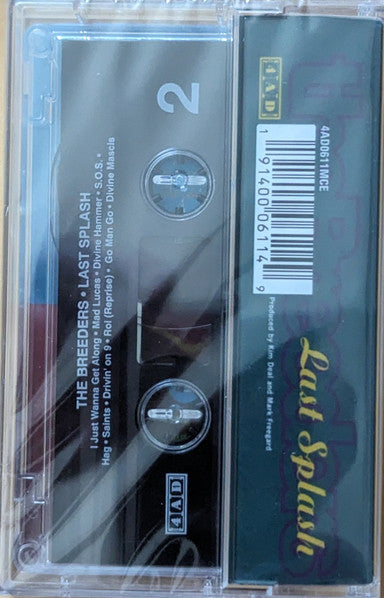 2
THE BREEDERS • LAST SPLASH
I Just Wanna Get Along • Mad Lucas • Divine Hammer • S.O.S. •
Hag • Saints • Drivin' on 9 • Roi (Reprise) • Go Man Go • Divine Mascis
4AD
4AD
4AD0611MCE
1 91400 06114 9
Last Splash
Produced by Kim Deal and Mark Freegard